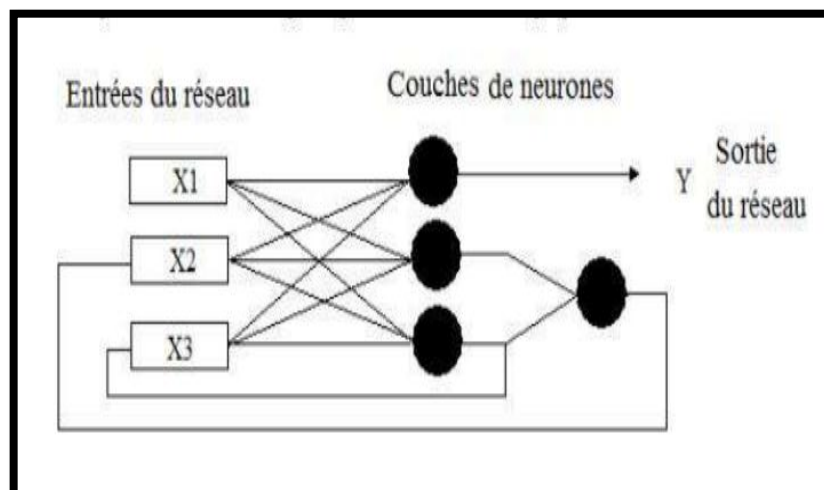 Entrées du réseau
Couches de neurones
X1
X2
X3
Y
Sortie
du réseau